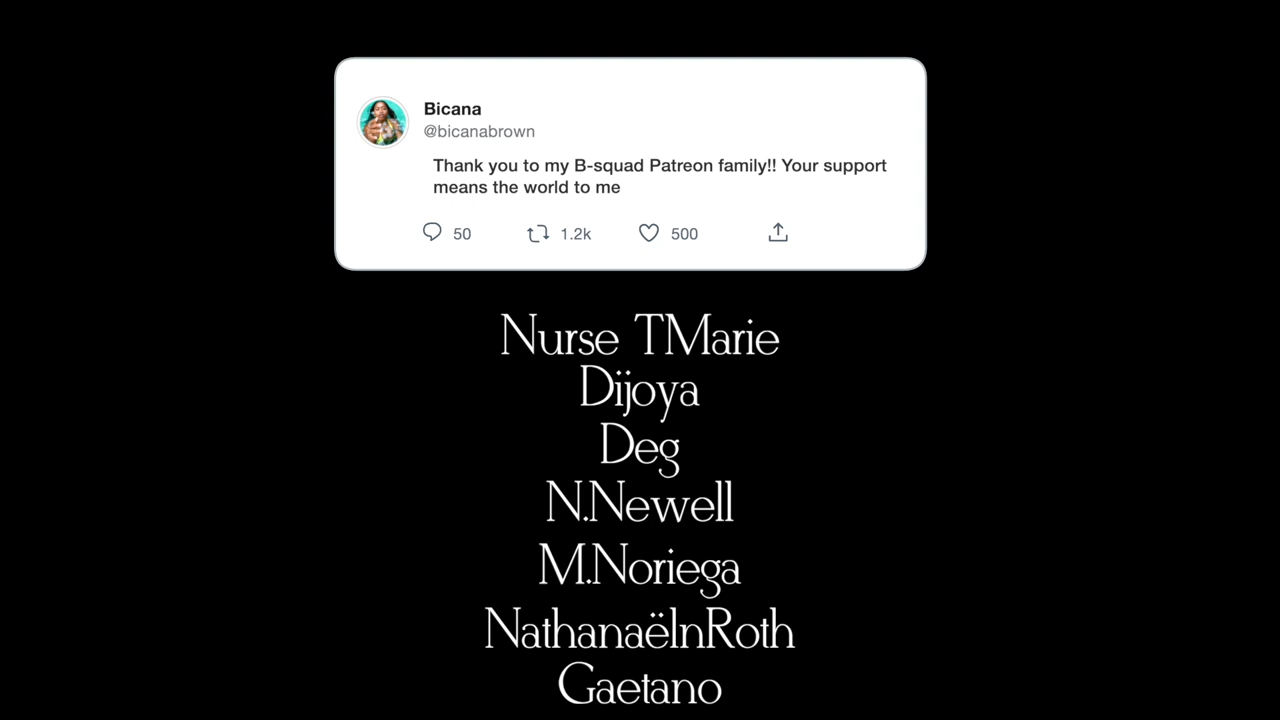 Bicana
@bicanabrown
Thank you to my B-squad Patreon family!! Your support
means the world to me
50 1.2k 500
Nurse TMarie
Dijoya
Deg
N.Newell
M.Noriega
NathanaëlnRoth
Gaetano